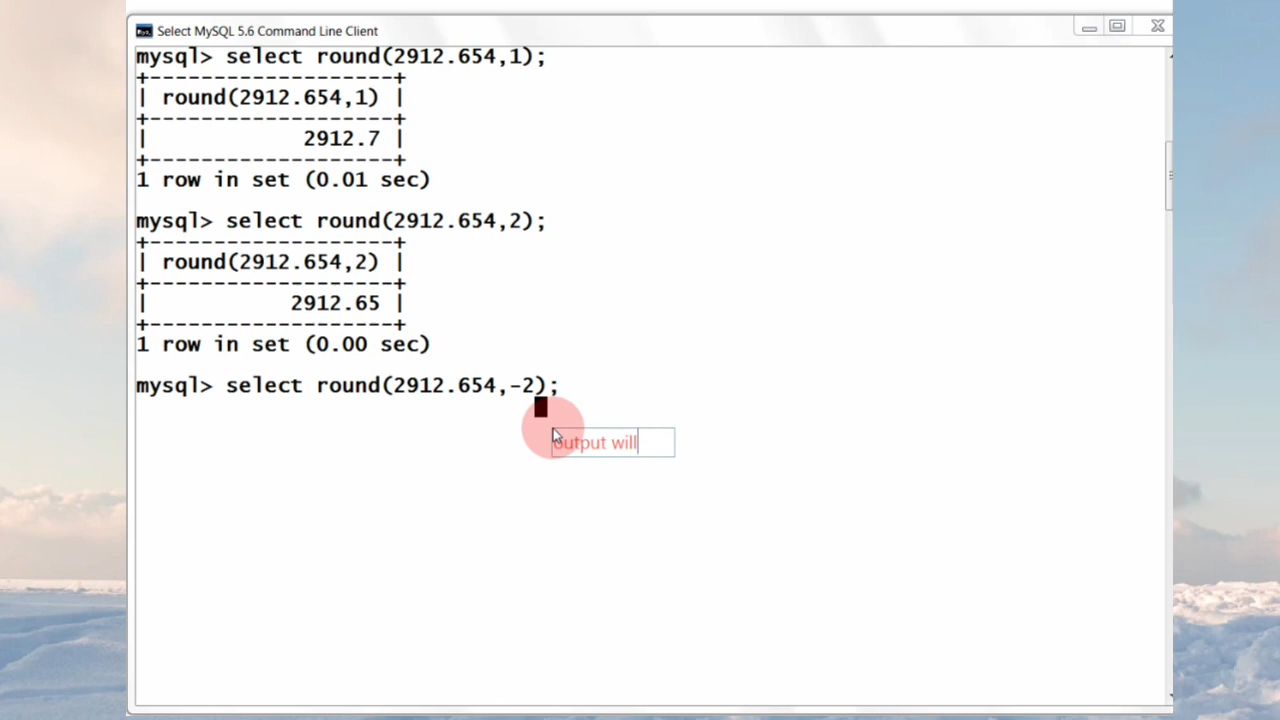 Select MySQL 5.6 Command Line Client
mysql> select round(2912.654,1);
+-------------------+
| round(2912.654,1) |
+-------------------+
|            2912.7 |
+-------------------+
1 row in set (0.01 sec)
mysql> select round(2912.654,2);
+-------------------+
| round(2912.654,2) |
+-------------------+
|           2912.65 |
+-------------------+
1 row in set (0.00 sec)
mysql> select round(2912.654,-2);
output will